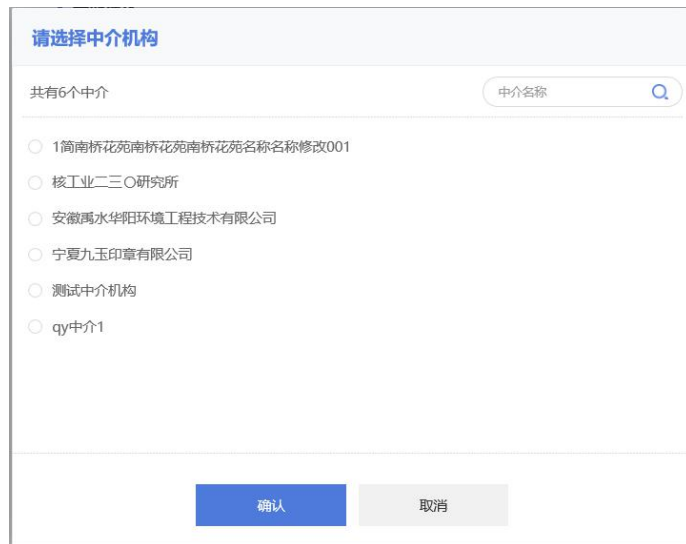 请选择中介机构
共有6个中介
中介名称
1简南桥花苑南桥花苑南桥花苑名称名称修改001
核工业二三〇研究所
安徽禹水华阳环境工程技术有限公司
宁夏九玉印章有限公司
测试中介机构
qy中介1
确认
取消